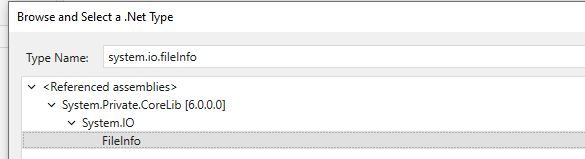 Browse and Select a .Net Type
Type Name: system.io.fileInfo
<Referenced assemblies>
System.Private.CoreLib [6.0.0.0]
System.IO
FileInfo